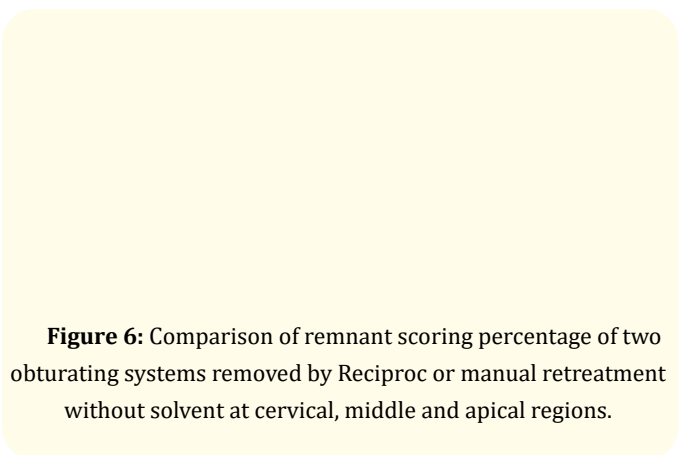 Figure 6: Comparison of remnant scoring percentage of two
obturating systems removed by Reciproc or manual retreatment
without solvent at cervical, middle and apical regions.